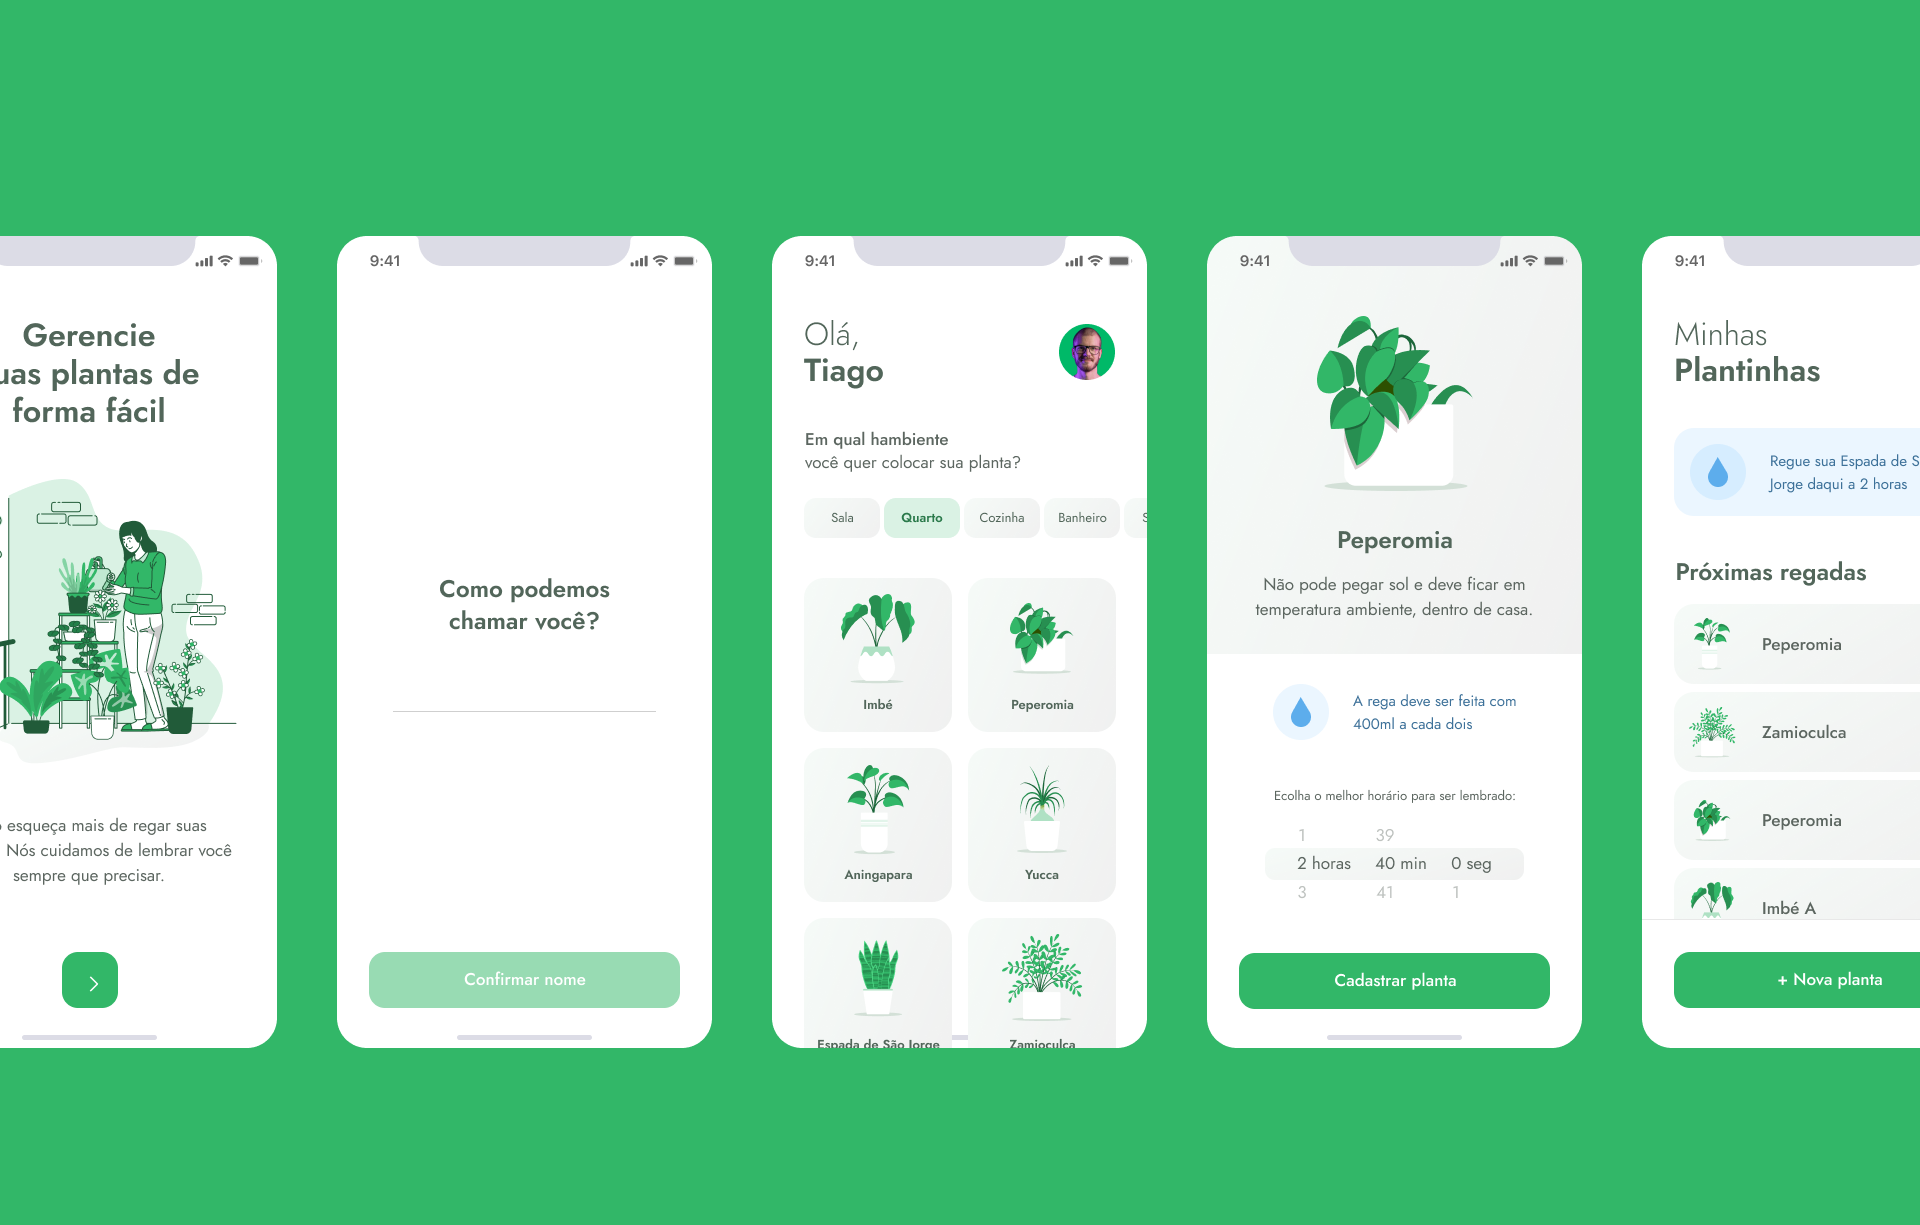 Gerencie
uas plantas de
forma fácil
esqueça mais de regar suas
Nós cuidamos de lembrar você
sempre que precisar.
9:41
Como podemos
chamar você?
Confirmar nome
9:41
Olá,
Tiago
Em qual hambiente
você quer colocar sua planta?
Sala Quarto Cozinha Banheiro S
Imbé Peperomia
Aningapara Yucca
Espada de São Jorge Zamioculca
9:41
Peperomia
Não pode pegar sol e deve ficar em
temperatura ambiente, dentro de casa.
A rega deve ser feita com
400ml a cada dois
Ecolha o melhor horário para ser lembrado:
1 39
2 horas 40 min 0 seg
3 41 1
Cadastrar planta
9:41
Minhas
Plantinhas
Regue sua Espada de S
Jorge daqui a 2 horas
Próximas regadas
Peperomia
Zamioculca
Peperomia
Imbé A
+ Nova planta